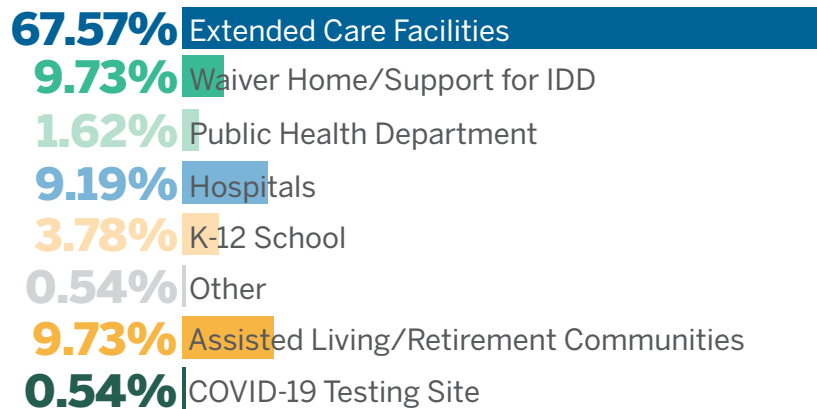 67.57% Extended Care Facilities
9.73% Waiver Home/Support for IDD
1.62% Public Health Department
9.19% Hospitals
3.78% K-12 School
0.54% Other
9.73% Assisted Living/Retirement Communities
0.54% COVID-19 Testing Site